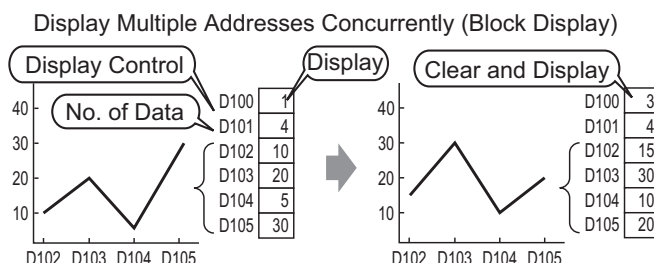 Display Multiple Addresses Concurrently (Block Display)
Display Control
Display
No. of Data
D100 1
D101 4
D102 10
D103 20
D104 5
D105 30
40
30
20
10
D102 D103 D104 D105
Clear and Display
D100 3
D101 4
D102 15
D103 30
D104 10
D105 20
40
30
20
10
D102 D103 D104 D105